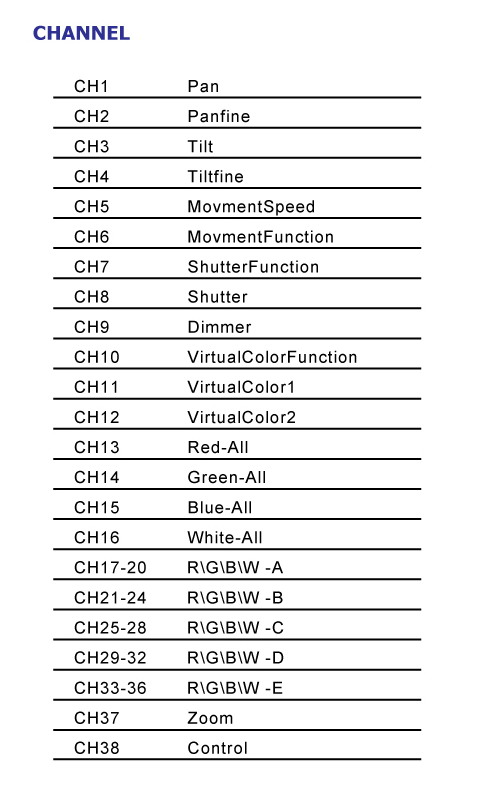 CHANNEL
CH1 Pan
CH2 Panfine
CH3 Tilt
CH4 Tiltfine
CH5 MovmentSpeed
CH6 MovmentFunction
CH7 ShutterFunction
CH8 Shutter
CH9 Dimmer
CH10 VirtualColorFunction
CH11 VirtualColor1
CH12 VirtualColor2
CH13 Red-All
CH14 Green-All
CH15 Blue-All
CH16 White-All
CH17-20 R\G\B\W -A
CH21-24 R\G\B\W -B
CH25-28 R\G\B\W -C
CH29-32 R\G\B\W -D
CH33-36 R\G\B\W -E
CH37 Zoom
CH38 Control